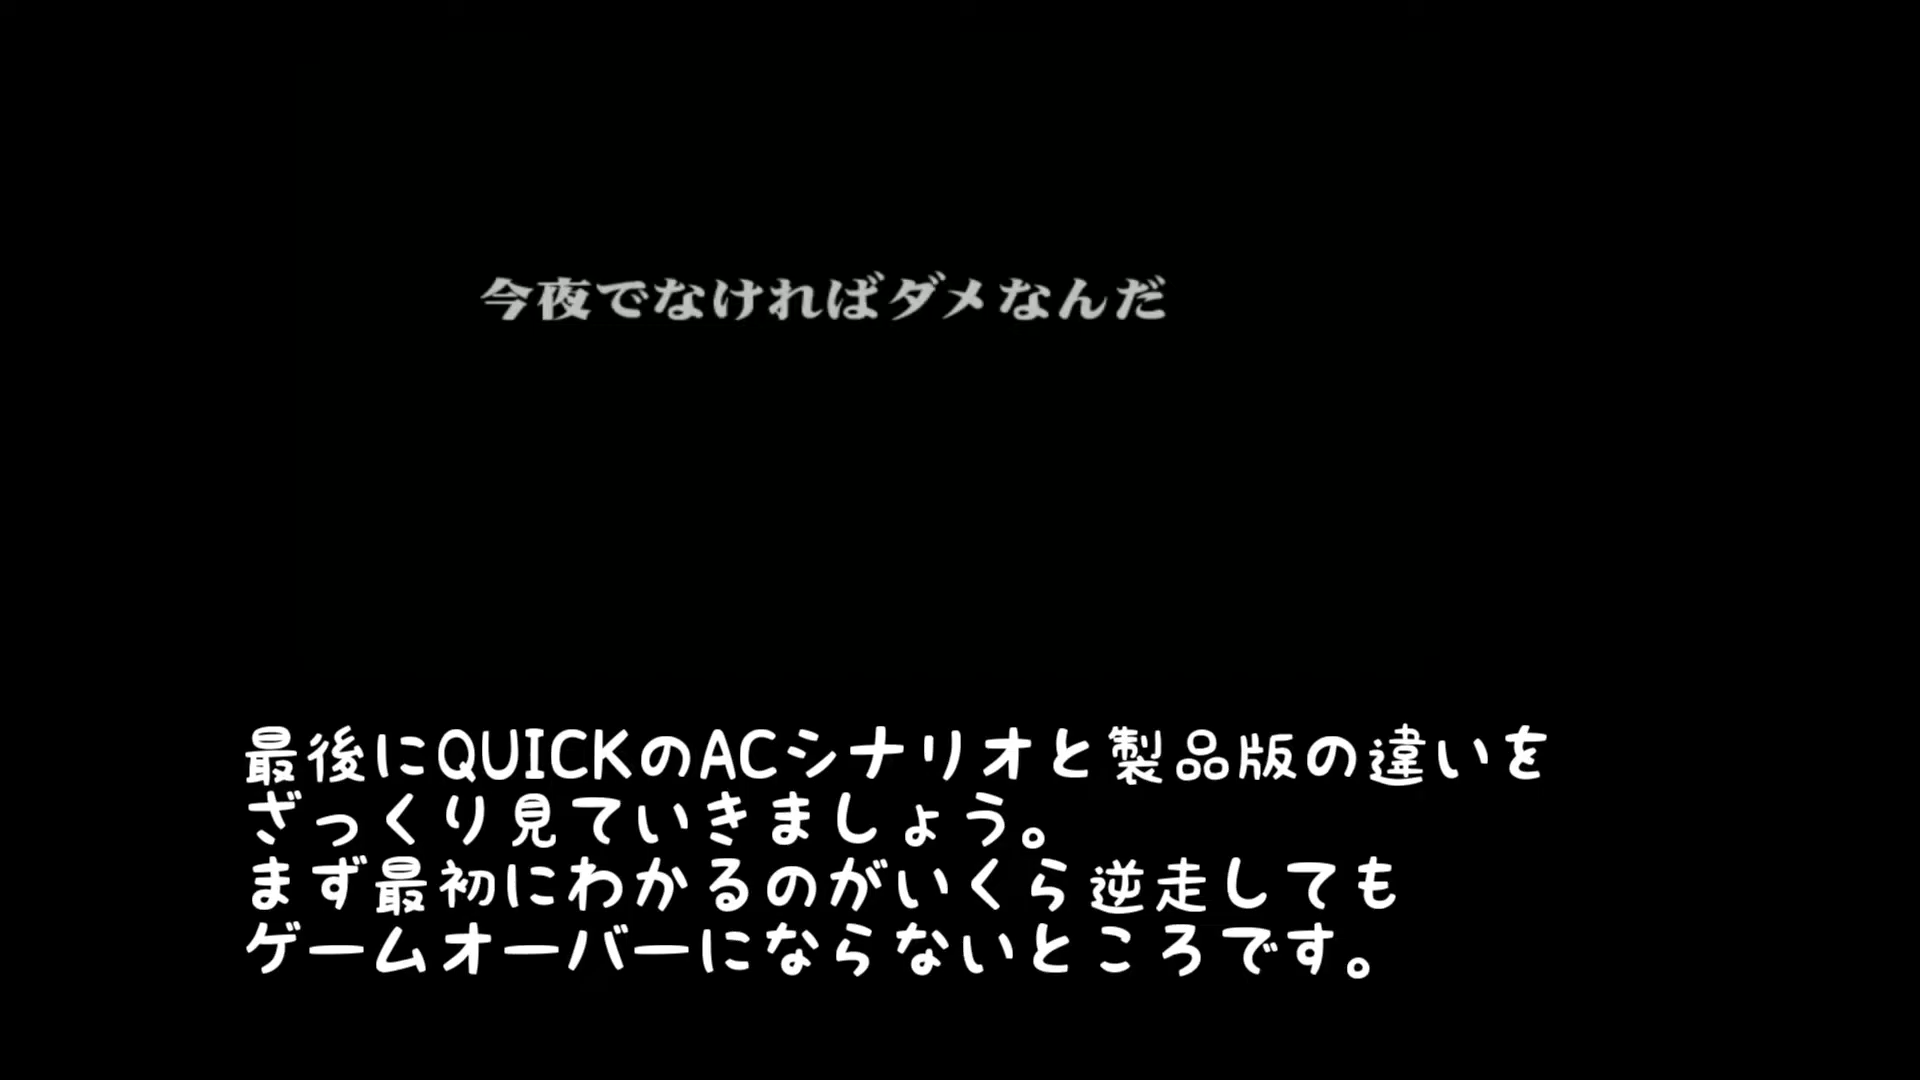 今夜でなければダメなんだ
最後にQUICKのACシナリオと製品版の違いを
ざっくり見ていきましょう。
まず最初にわかるのがいくら逆走しても
ゲームオーバーにならないところです。